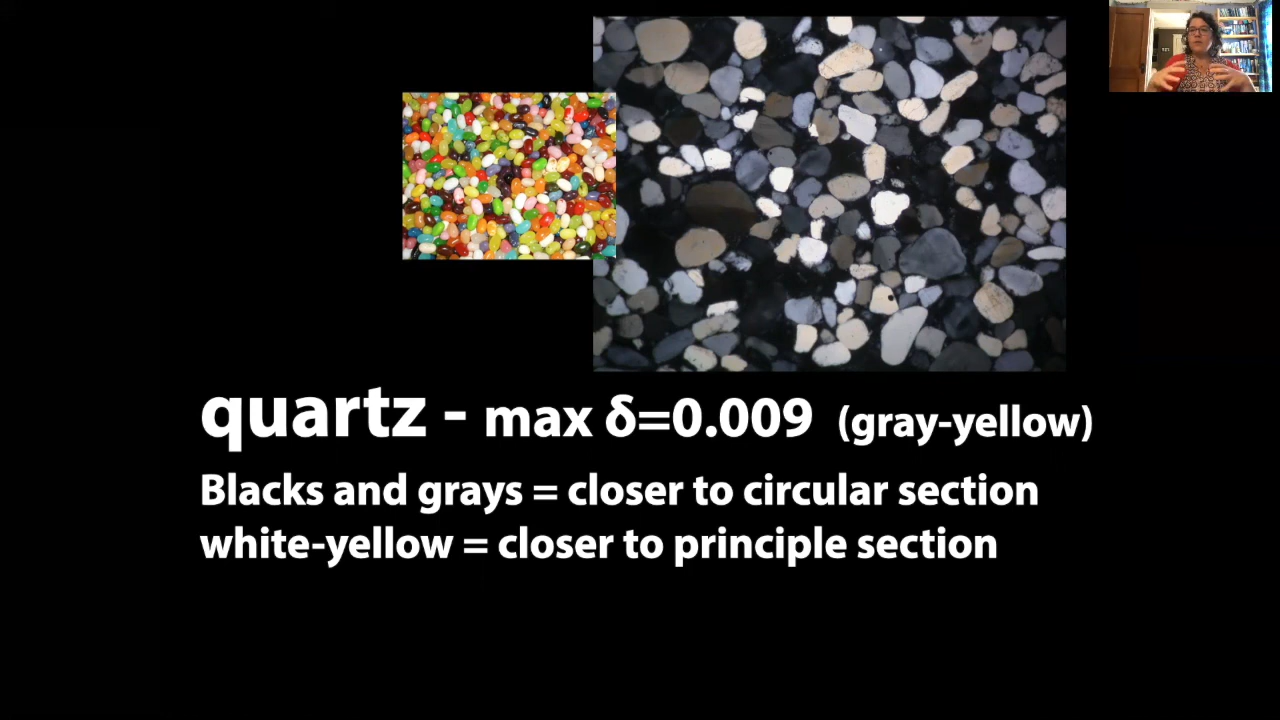 quartz - max δ=0.009 (gray-yellow)
Blacks and grays = closer to circular section
white-yellow = closer to principle section